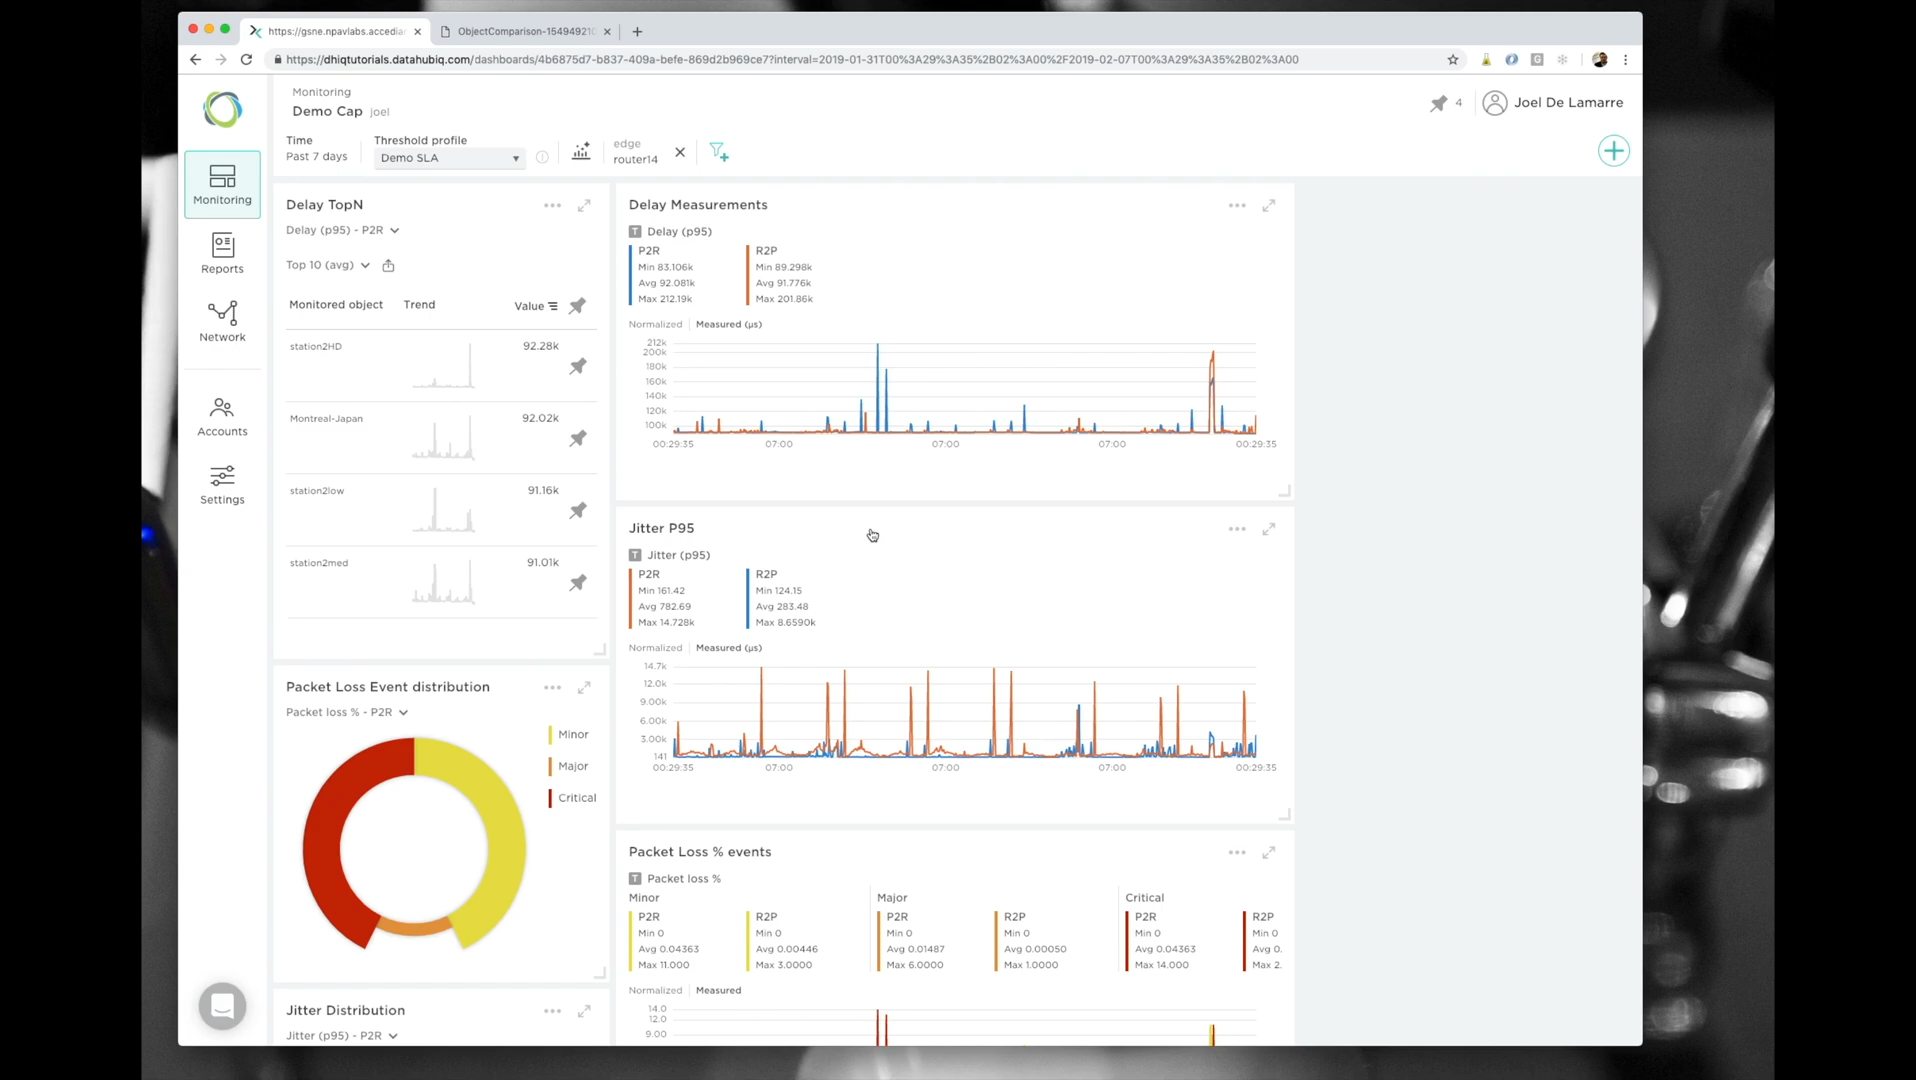 https://gsne.npavlabs.accedia
ObjectComparison-154949210
https://dhiqtutorials.datahubiq.com/dashboards/4b6875d7-b837-409a-befe-869d2b969ce7?interval=2019-01-31T00%3A29%3A35%2B02%3A00%2F2019-02-07T00%3A29%3A35%2B02%3A00
Monitoring
Demo Cap joel
4
Joel De Lamarre
Time
Past 7 days
Threshold profile
Demo SLA
edge
router14
Monitoring
Reports
Network
Accounts
Settings
Delay TopN
Delay (p95) - P2R
Top 10 (avg)
Monitored object Trend Value
station2HD 92.28k
Montreal-Japan 92.02k
station2low 91.16k
station2med 91.01k
Packet Loss Event distribution
Packet loss % - P2R
Minor
Major
Critical
Jitter Distribution
Jitter (p95) - P2R
Delay Measurements
T Delay (p95)
P2R R2P
Min 83.106k Min 89.298k
Avg 92.081k Avg 91.776k
Max 212.19k Max 201.86k
Normalized Measured (µs)
212k
200k
180k
160k
140k
120k
100k
00:29:35 07:00 07:00 07:00 00:29:35
Jitter P95
T Jitter (p95)
P2R R2P
Min 161.42 Min 124.15
Avg 782.69 Avg 283.48
Max 14.728k Max 8.6590k
Normalized Measured (µs)
14.7k
12.0k
9.00k
6.00k
3.00k
141
00:29:35 07:00 07:00 07:00 00:29:35
Packet Loss % events
T Packet loss %
Minor Major Critical
P2R R2P P2R R2P P2R R2P
Min 0 Min 0 Min 0 Min 0 Min 0 Min 0
Avg 0.04363 Avg 0.00446 Avg 0.01487 Avg 0.00050 Avg 0.04363 Avg 0.
Max 11.000 Max 3.0000 Max 6.0000 Max 1.0000 Max 14.000 Max 2.
Normalized Measured
14.0
12.0
9.00